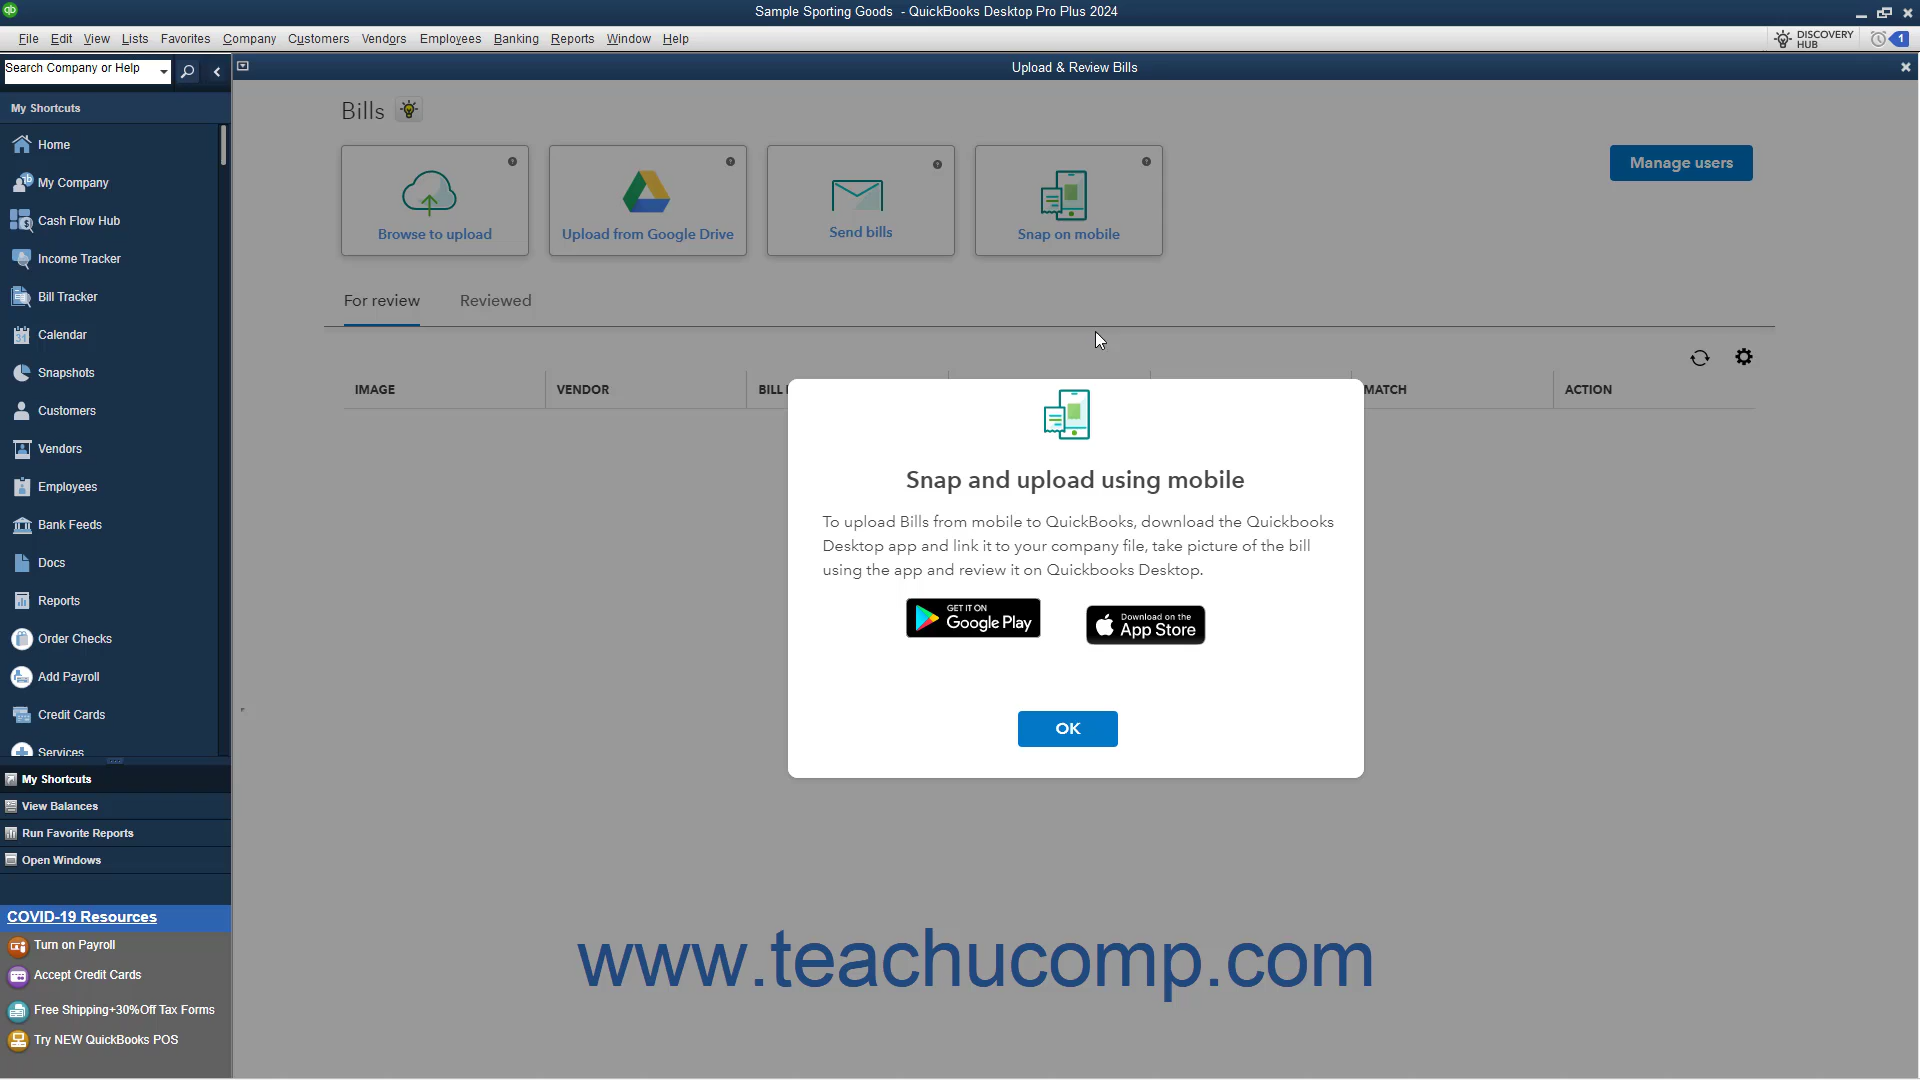 Sample Sporting Goods - QuickBooks Desktop Pro Plus 2024
File Edit View Lists Favorites Company Customers Vendors Employees Banking Reports Window Help
DISCOVERY HUB
1
Search Company or Help
Upload & Review Bills
My Shortcuts
Home
My Company
Cash Flow Hub
Income Tracker
Bill Tracker
Calendar
Snapshots
Customers
Vendors
Employees
Bank Feeds
Docs
Reports
Order Checks
Add Payroll
Credit Cards
Services
My Shortcuts
View Balances
Run Favorite Reports
Open Windows
COVID-19 Resources
Turn on Payroll
Accept Credit Cards
Free Shipping+30%Off Tax Forms
Try NEW QuickBooks POS
Bills
Browse to upload
Upload from Google Drive
Send bills
Snap on mobile
Manage users
For review Reviewed
IMAGE VENDOR BILL MATCH ACTION
Snap and upload using mobile
To upload Bills from mobile to QuickBooks, download the Quickbooks
Desktop app and link it to your company file, take picture of the bill
using the app and review it on Quickbooks Desktop.
GET IT ON
Google Play
Download on the
App Store
OK
www.teachucomp.com